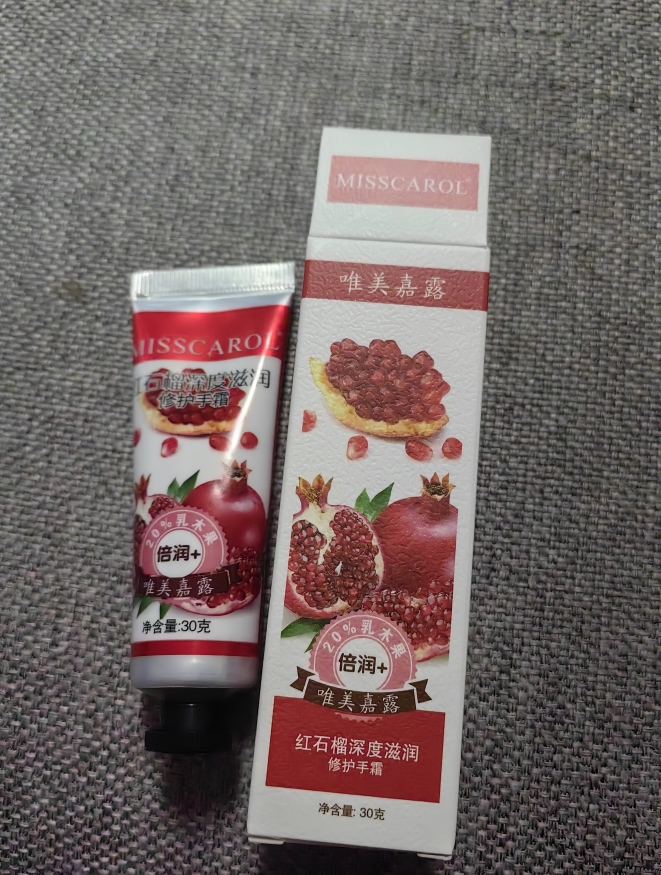 MISSCAROL
红石榴深度滋润
修护手霜
20%乳木果
倍润+
唯美嘉露
净含量:30克
MISSCAROL
唯美嘉露
20%乳木果
倍润+
唯美嘉露
红石榴深度滋润
修护手霜
净含量: 30克